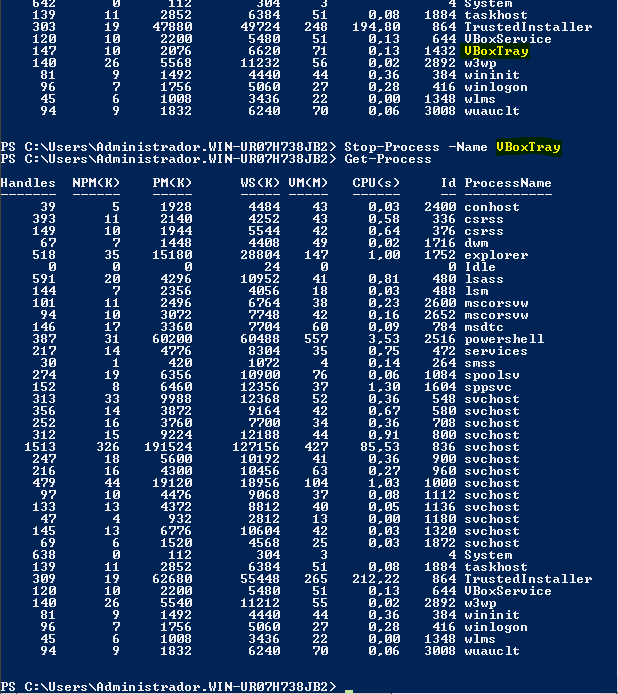 642 0 304 3 4 System
139 11 2852 6384 51 0,08 1884 taskhost
303 19 47880 49724 248 194,80 864 TrustedInstaller
120 10 2200 5480 51 0,13 644 VBoxService
147 10 2076 6620 71 0,13 1432 VBoxTray
140 26 5568 11232 56 0,02 2892 w3wp
81 9 1492 4440 44 0,36 384 wininit
96 7 1756 5060 27 0,28 416 winlogon
45 6 1008 3436 22 0,00 1348 wlms
94 9 1832 6240 70 0,06 3008 wuauclt
PS C:\Users\Administrador.WIN-UR07H738JB2> Stop-Process -Name VBoxTray
PS C:\Users\Administrador.WIN-UR07H738JB2> Get-Process
Handles NPM(K) PM(K) WS(K) VM(M) CPU(s) Id ProcessName
------- ------ ----- ----- ----- ------ -- -----------
39 5 1928 4484 43 0,03 2400 conhost
393 11 2140 4252 43 0,58 336 csrss
149 10 1944 5544 42 0,64 376 csrss
67 7 1448 4408 49 0,02 1716 dwm
518 35 15180 28804 147 1,00 1752 explorer
0 0 0 24 0 0 Idle
591 20 4296 10952 41 0,81 480 lsass
144 7 2356 4056 18 0,03 488 lsm
101 11 2496 6764 38 0,23 2600 mscorsvw
94 10 3072 7748 42 0,16 2652 mscorsvw
146 17 3360 7704 60 0,09 784 msdtc
387 31 60200 60488 557 3,53 2516 powershell
217 14 4776 8304 35 0,75 472 services
30 1 420 1072 4 0,14 264 smss
274 19 6356 10900 76 0,06 1084 spoolsv
152 8 6460 12356 37 1,30 1604 sppsvc
313 33 9988 12368 52 0,36 548 svchost
356 14 3872 9164 42 0,67 580 svchost
252 16 3760 7700 34 0,36 708 svchost
312 15 9224 12188 44 0,91 800 svchost
1513 326 191524 127156 427 85,53 836 svchost
247 18 5600 10192 41 0,36 900 svchost
216 16 4300 10456 63 0,27 960 svchost
479 44 19120 18956 104 1,03 1000 svchost
97 10 4476 9068 37 0,08 1112 svchost
133 13 4372 8812 40 0,05 1136 svchost
47 4 932 2812 13 0,00 1180 svchost
145 13 6776 10604 42 0,03 1320 svchost
69 6 1520 4568 25 0,03 1872 svchost
638 0 112 304 3 4 System
139 11 2852 6384 51 0,08 1884 taskhost
309 19 62680 55448 265 212,22 864 TrustedInstaller
120 10 2200 5480 51 0,13 644 VBoxService
140 26 5540 11212 55 0,02 2892 w3wp
81 9 1492 4440 44 0,36 384 wininit
96 7 1756 5060 27 0,28 416 winlogon
45 6 1008 3436 22 0,00 1348 wlms
94 9 1832 6240 70 0,06 3008 wuauclt
PS C:\Users\Administrador.WIN-UR07H738JB2>